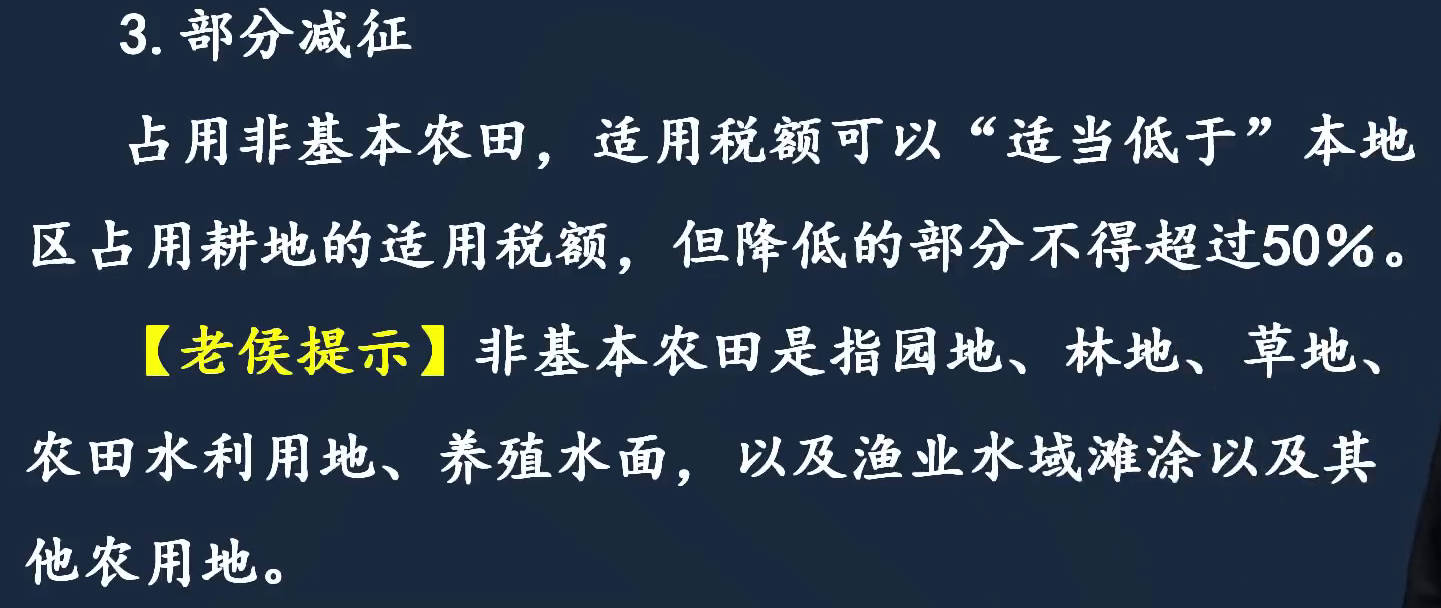 3. 部分减征
占用非基本农田，适用税额可以“适当低于”本地
区占用耕地的适用税额，但降低的部分不得超过50%。
【老侯提示】非基本农田是指园地、林地、草地、
农田水利用地、养殖水面，以及渔业水域滩涂以及其
他农用地。